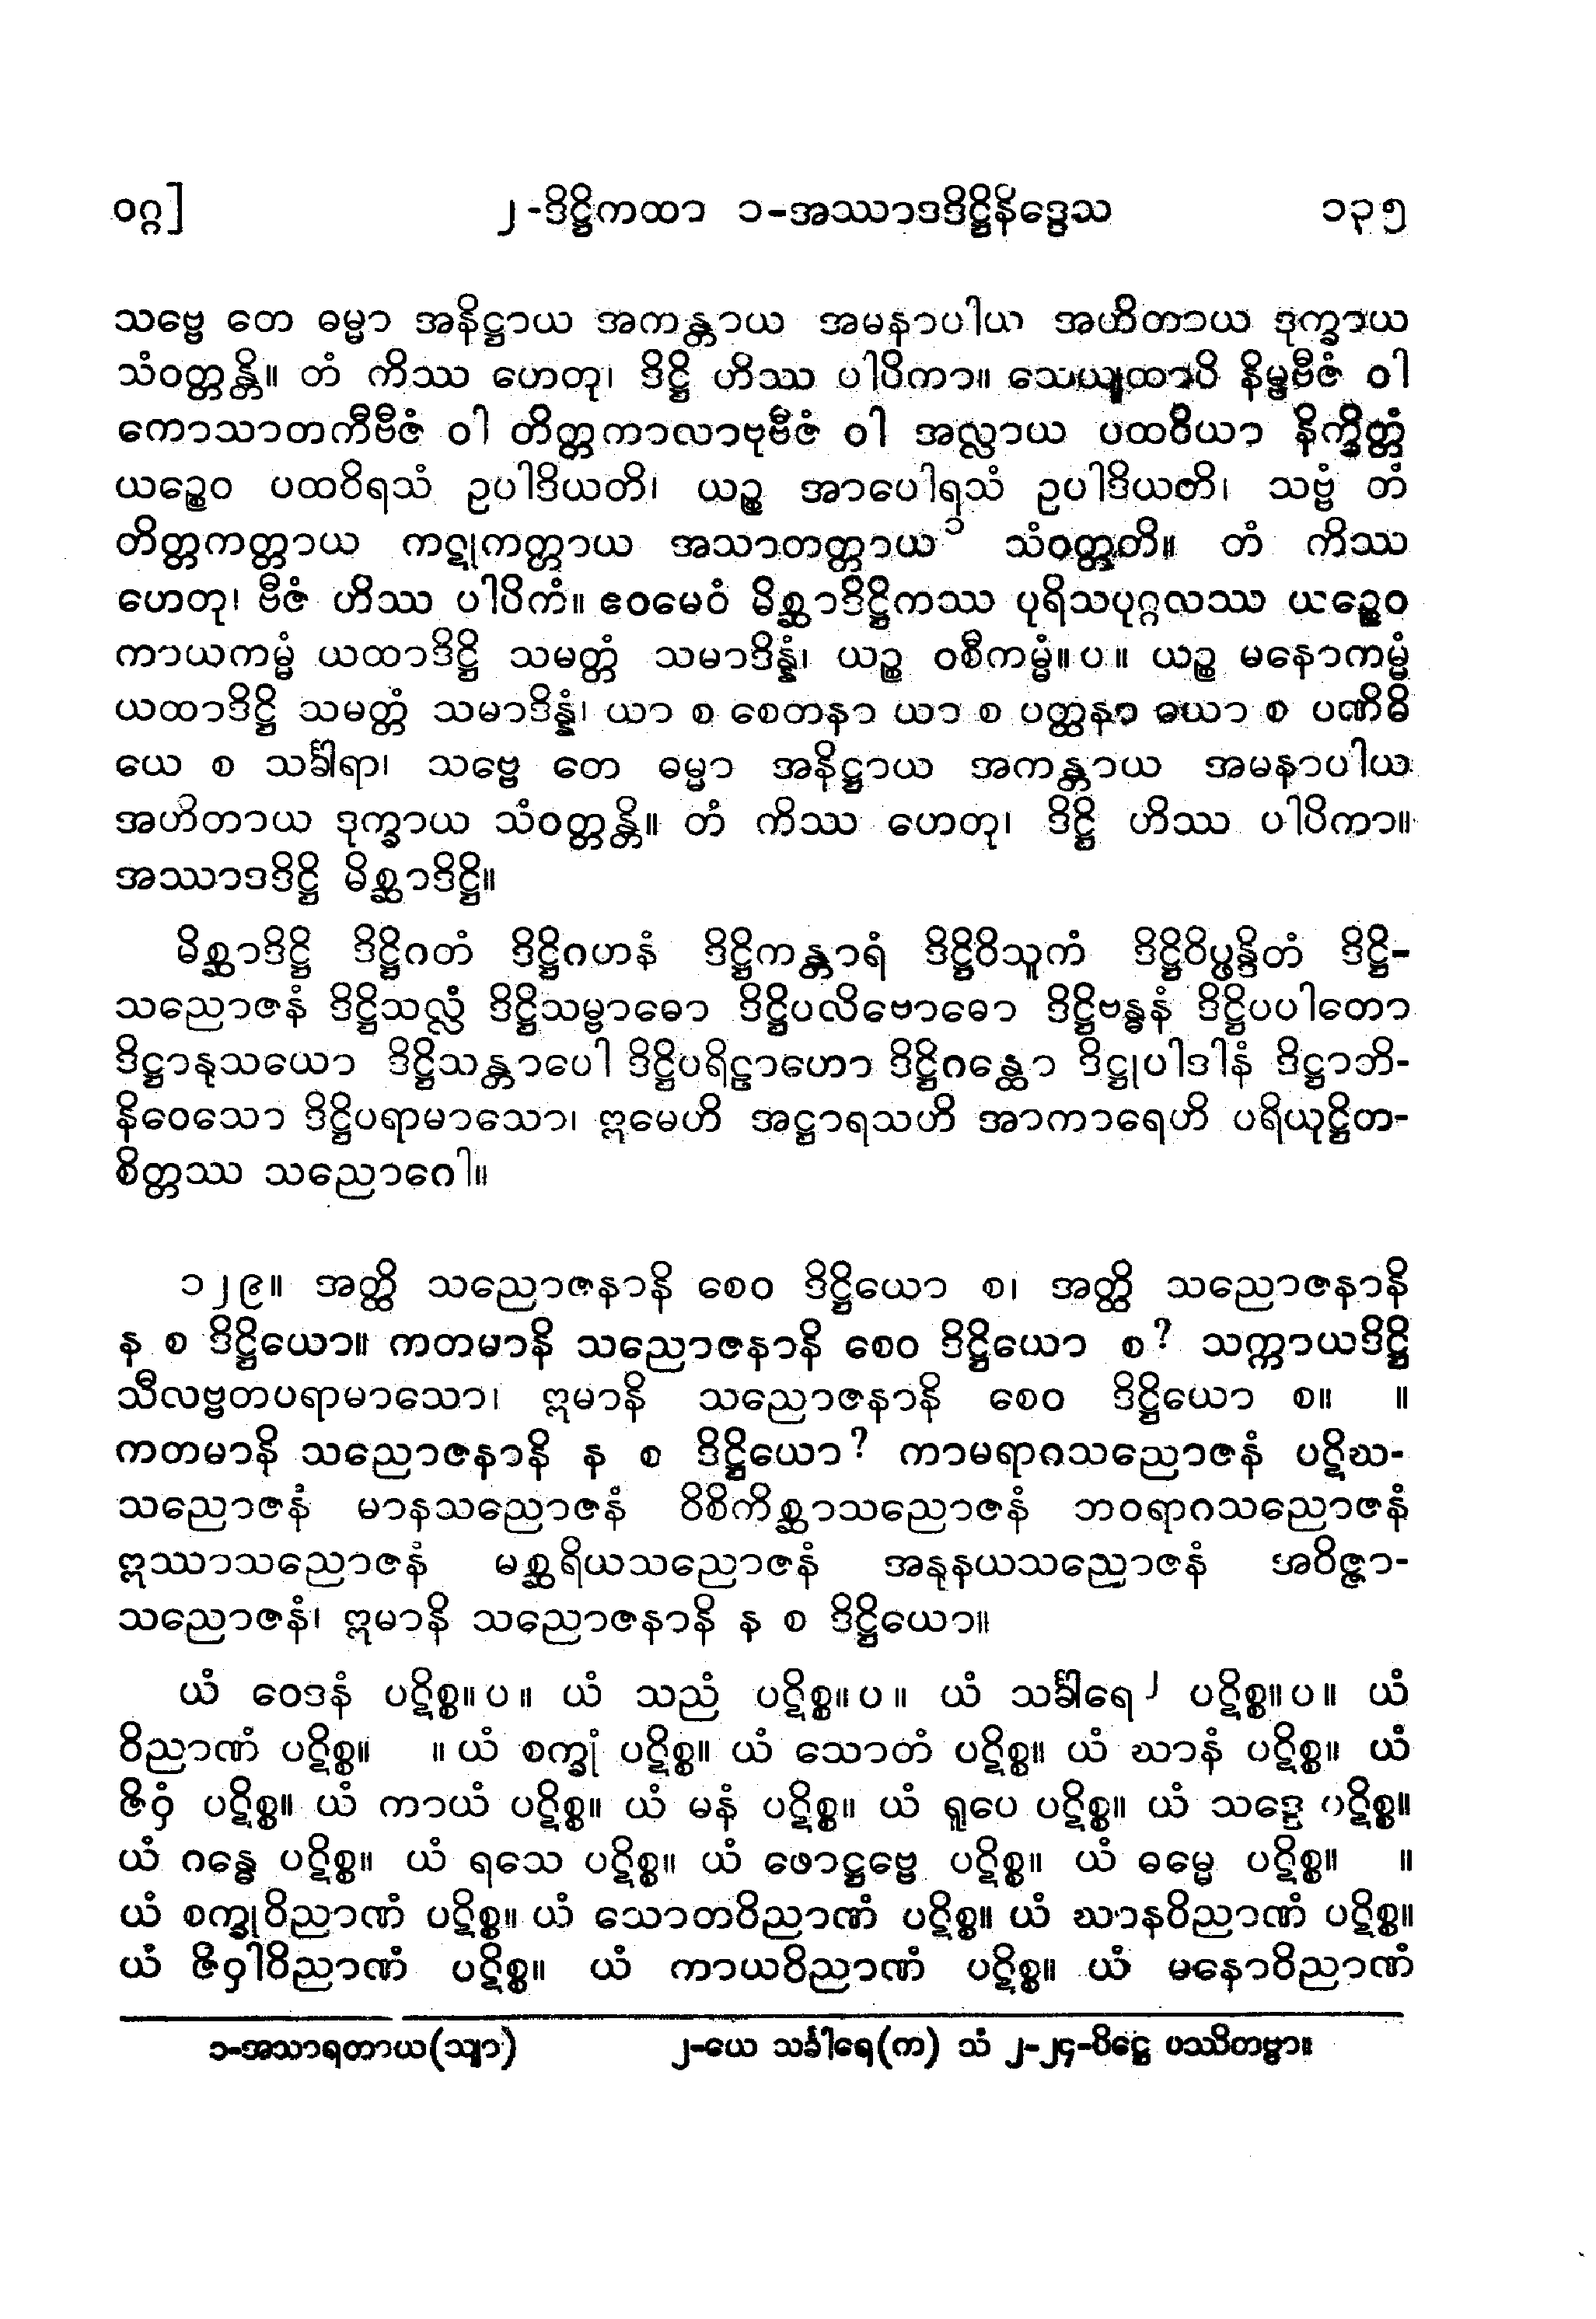 ဝဂ္ဂ]  ၂-ဒိဋ္ဌိကထာ ၁-အဿာဒဒိဋ္ဌိနိဒ္ဒေသ  ၁၃၅
သဗ္ဗေ တေ ဓမ္မာ အနိဋ္ဌာယ အကန္တာယ အမနာပါယ အဟိတာယ ဒုက္ခာယ
သံဝတ္တန္တိ။ တံ ကိဿ ဟေတု၊ ဒိဋ္ဌိ ဟိဿ ပါပိကာ။ သေယျထာပိ နိမ္ဗဗီဇံ ဝါ
ကောသာတကီဗီဇံ ဝါ တိတ္တကာလာဗုဗီဇံ ဝါ အလ္လာယ ပထဝိယာ နိက္ခိတ္တံ
ယဉ္စေဝ ပထဝိရသံ ဥပါဒိယတိ၊ ယဉ္စ အာပေါရသံ ဥပါဒိယတိ၊ သဗ္ဗံ တံ
တိတ္တကတ္တာယ ကဋုကတ္တာယ အသာတတ္တာယ ၁ သံဝတ္တတိ။ တံ ကိဿ
ဟေတု၊ ဗီဇံ ဟိဿ ပါပိကံ။ ဧဝမေဝံ မိစ္ဆာဒိဋ္ဌိကဿ ပုရိသပုဂ္ဂလဿ ယဉ္စေဝ
ကာယကမ္မံ ယထာဒိဋ္ဌိ သမတ္တံ သမာဒိန္နံ၊ ယဉ္စ ဝစီကမ္မံ။ပ။ ယဉ္စ မနောကမ္မံ
ယထာဒိဋ္ဌိ သမတ္တံ သမာဒိန္နံ၊ ယာ စ စေတနာ ယာ စ ပတ္ထနာ ယော စ ပဏိဓိ
ယေ စ သင်္ခါရာ၊ သဗ္ဗေ တေ ဓမ္မာ အနိဋ္ဌာယ အကန္တာယ အမနာပါယ
အဟိတာယ ဒုက္ခာယ သံဝတ္တန္တိ။ တံ ကိဿ ဟေတု၊ ဒိဋ္ဌိ ဟိဿ ပါပိကာ။
အဿာဒဒိဋ္ဌိ မိစ္ဆာဒိဋ္ဌိ။
မိစ္ဆာဒိဋ္ဌိ ဒိဋ္ဌိဂတံ ဒိဋ္ဌိဂဟနံ ဒိဋ္ဌိကန္တာရံ ဒိဋ္ဌိဝိသူကံ ဒိဋ္ဌိဝိပ္ဖန္ဒိတံ ဒိဋ္ဌိ-
သညောဇနံ ဒိဋ္ဌိသလ္လံ ဒိဋ္ဌိသမ္ဗာဓော ဒိဋ္ဌိပလိဗောဓော ဒိဋ္ဌိဗန္ဓနံ ဒိဋ္ဌိပပါတော
ဒိဋ္ဌာနုသယော ဒိဋ္ဌိသန္တာပေါ ဒိဋ္ဌိပရိဠာဟော ဒိဋ္ဌိဂန္ထော ဒိဋ္ဌုပါဒါနံ ဒိဋ္ဌာဘိ-
နိဝေသော ဒိဋ္ဌိပရာမာသော၊ ဣမေဟိ အဋ္ဌာရသဟိ အာကာရေဟိ ပရိယုဋ္ဌိတ-
စိတ္တဿ သညောဂေါ။
၁၂၉။ အတ္ထိ သညောဇနာနိ စေဝ ဒိဋ္ဌိယော စ၊ အတ္ထိ သညောဇနာနိ
န စ ဒိဋ္ဌိယော။ ကတမာနိ သညောဇနာနိ စေဝ ဒိဋ္ဌိယော စ? သက္ကာယဒိဋ္ဌိ
သီလဗ္ဗတပရာမာသော၊ ဣမာနိ သညောဇနာနိ စေဝ ဒိဋ္ဌိယော စ။ ။
ကတမာနိ သညောဇနာနိ န စ ဒိဋ္ဌိယော? ကာမရာဂသညောဇနံ ပဋိဃ-
သညောဇနံ မာနသညောဇနံ ဝိစိကိစ္ဆာသညောဇနံ ဘဝရာဂသညောဇနံ
ဣဿာသညောဇနံ မစ္ဆရိယသညောဇနံ အနုနယသညောဇနံ အဝိဇ္ဇာ-
သညောဇနံ၊ ဣမာနိ သညောဇနာနိ န စ ဒိဋ္ဌိယော။
ယံ ဝေဒနံ ပဋိစ္စ။ပ။ ယံ သညံ ပဋိစ္စ။ပ။ ယံ သင်္ခါရေ ၂ ပဋိစ္စ။ပ။ ယံ
ဝိညာဏံ ပဋိစ္စ။ ။ ယံ စက္ခုံ ပဋိစ္စ။ ယံ သောတံ ပဋိစ္စ။ ယံ ဃာနံ ပဋိစ္စ။ ယံ
ဇိဝှံ ပဋိစ္စ။ ယံ ကာယံ ပဋိစ္စ။ ယံ မနံ ပဋိစ္စ။ ယံ ရူပေ ပဋိစ္စ။ ယံ သဒ္ဒေ ပဋိစ္စ။
ယံ ဂန္ဓေ ပဋိစ္စ။ ယံ ရသေ ပဋိစ္စ။ ယံ ဖောဋ္ဌဗ္ဗေ ပဋိစ္စ။ ယံ ဓမ္မေ ပဋိစ္စ။ ။
ယံ စက္ခုဝိညာဏံ ပဋိစ္စ။ ယံ သောတဝိညာဏံ ပဋိစ္စ။ ယံ ဃာနဝိညာဏံ ပဋိစ္စ။
ယံ ဇိဝှါဝိညာဏံ ပဋိစ္စ။ ယံ ကာယဝိညာဏံ ပဋိစ္စ။ ယံ မနောဝိညာဏံ
၁-အသာရတာယ(သျာ)  ၂-ယေ သင်္ခါရေ(က) သံ ၂-၂၄-ပိဋ္ဌေ ပဿိတဗ္ဗာ။